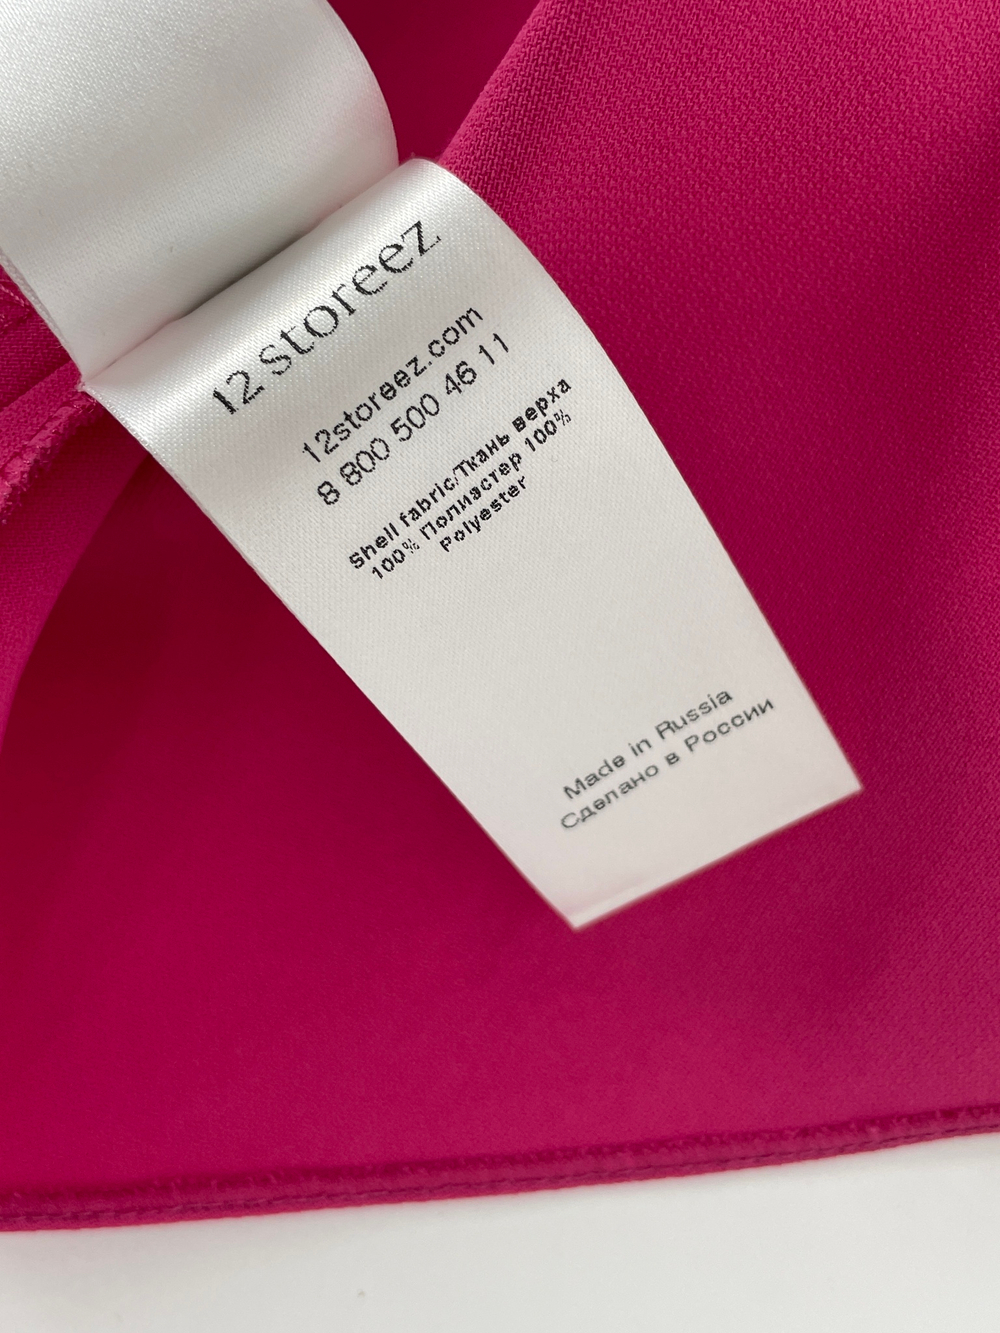 12 storeez
12storeez.com
8 800 500 46 11
Shell fabric/Ткань верха
100% Полиэстер 100%
Polyester
Made in Russia
Сделано в России